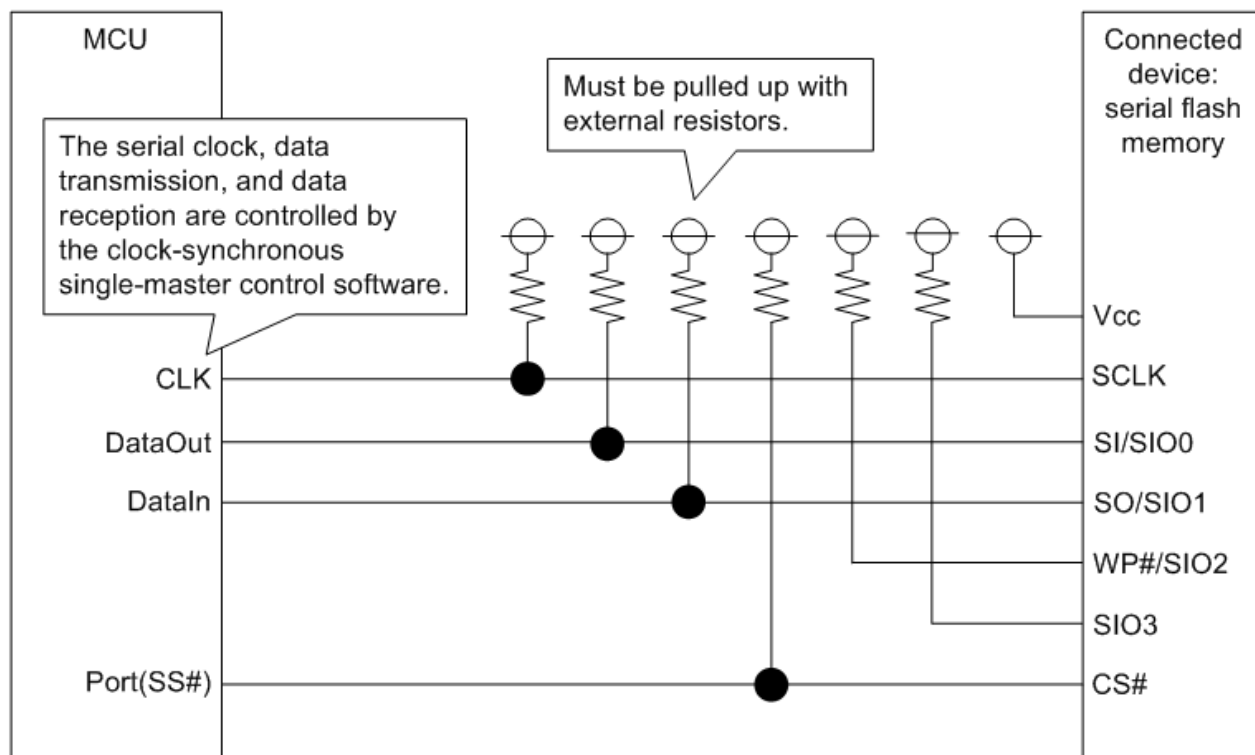 MCU
Connected
device:
serial flash
memory
Must be pulled up with
external resistors.
The serial clock, data
transmission, and data
reception are controlled by
the clock-synchronous
single-master control software.
Vcc
CLK
SCLK
DataOut
SI/SIO0
DataIn
SO/SIO1
WP#/SIO2
SIO3
Port(SS#)
CS#